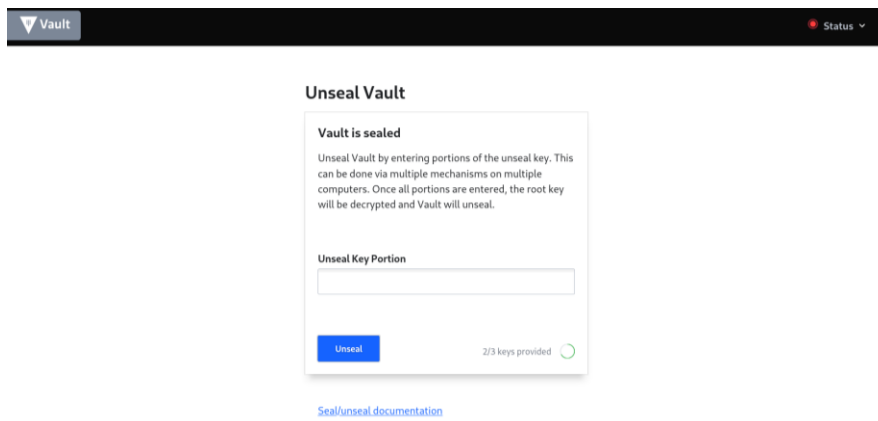 Vault
Status
Unseal Vault
Vault is sealed
Unseal Vault by entering portions of the unseal key. This
can be done via multiple mechanisms on multiple
computers. Once all portions are entered, the root key
will be decrypted and Vault will unseal.
Unseal Key Portion
Unseal
2/3 keys provided
Seal/unseal documentation